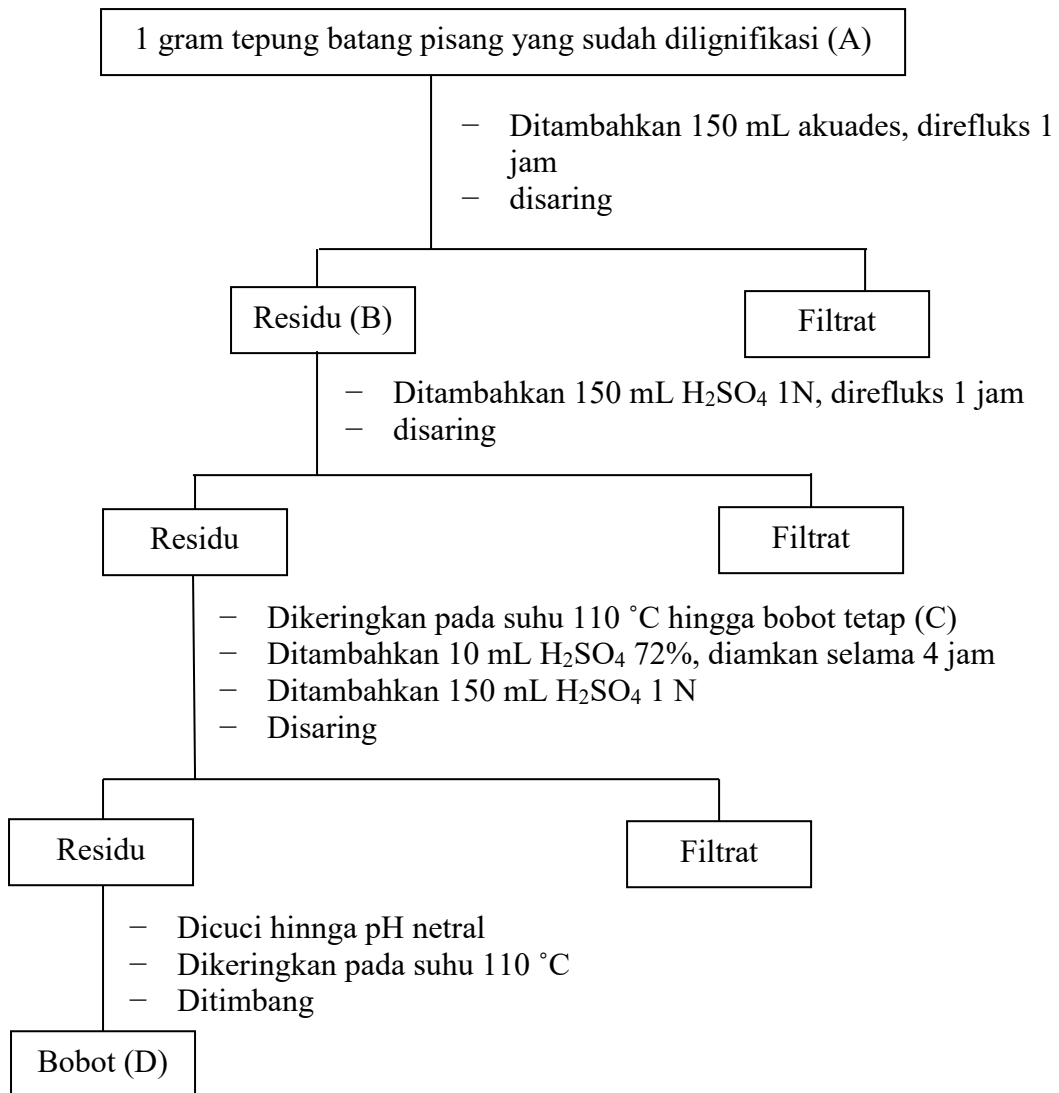 1 gram tepung batang pisang yang sudah dilignifikasi (A)
− Ditambahkan 150 mL akuades, direfluks 1
jam
− disaring
Residu (B)
Filtrat
− Ditambahkan 150 mL H₂SO₄ 1N, direfluks 1 jam
− disaring
Residu
Filtrat
− Dikeringkan pada suhu 110 ˚C hingga bobot tetap (C)
− Ditambahkan 10 mL H₂SO₄ 72%, diamkan selama 4 jam
− Ditambahkan 150 mL H₂SO₄ 1 N
− Disaring
Residu
Filtrat
− Dicuci hinnga pH netral
− Dikeringkan pada suhu 110 ˚C
− Ditimbang
Bobot (D)